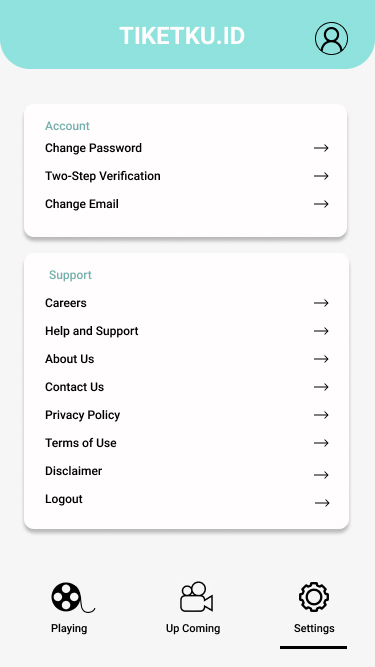 TIKETKU.ID
Account
Change Password
Two-Step Verification
Change Email
Support
Careers
Help and Support
About Us
Contact Us
Privacy Policy
Terms of Use
Disclaimer
Logout
Playing
Up Coming
Settings